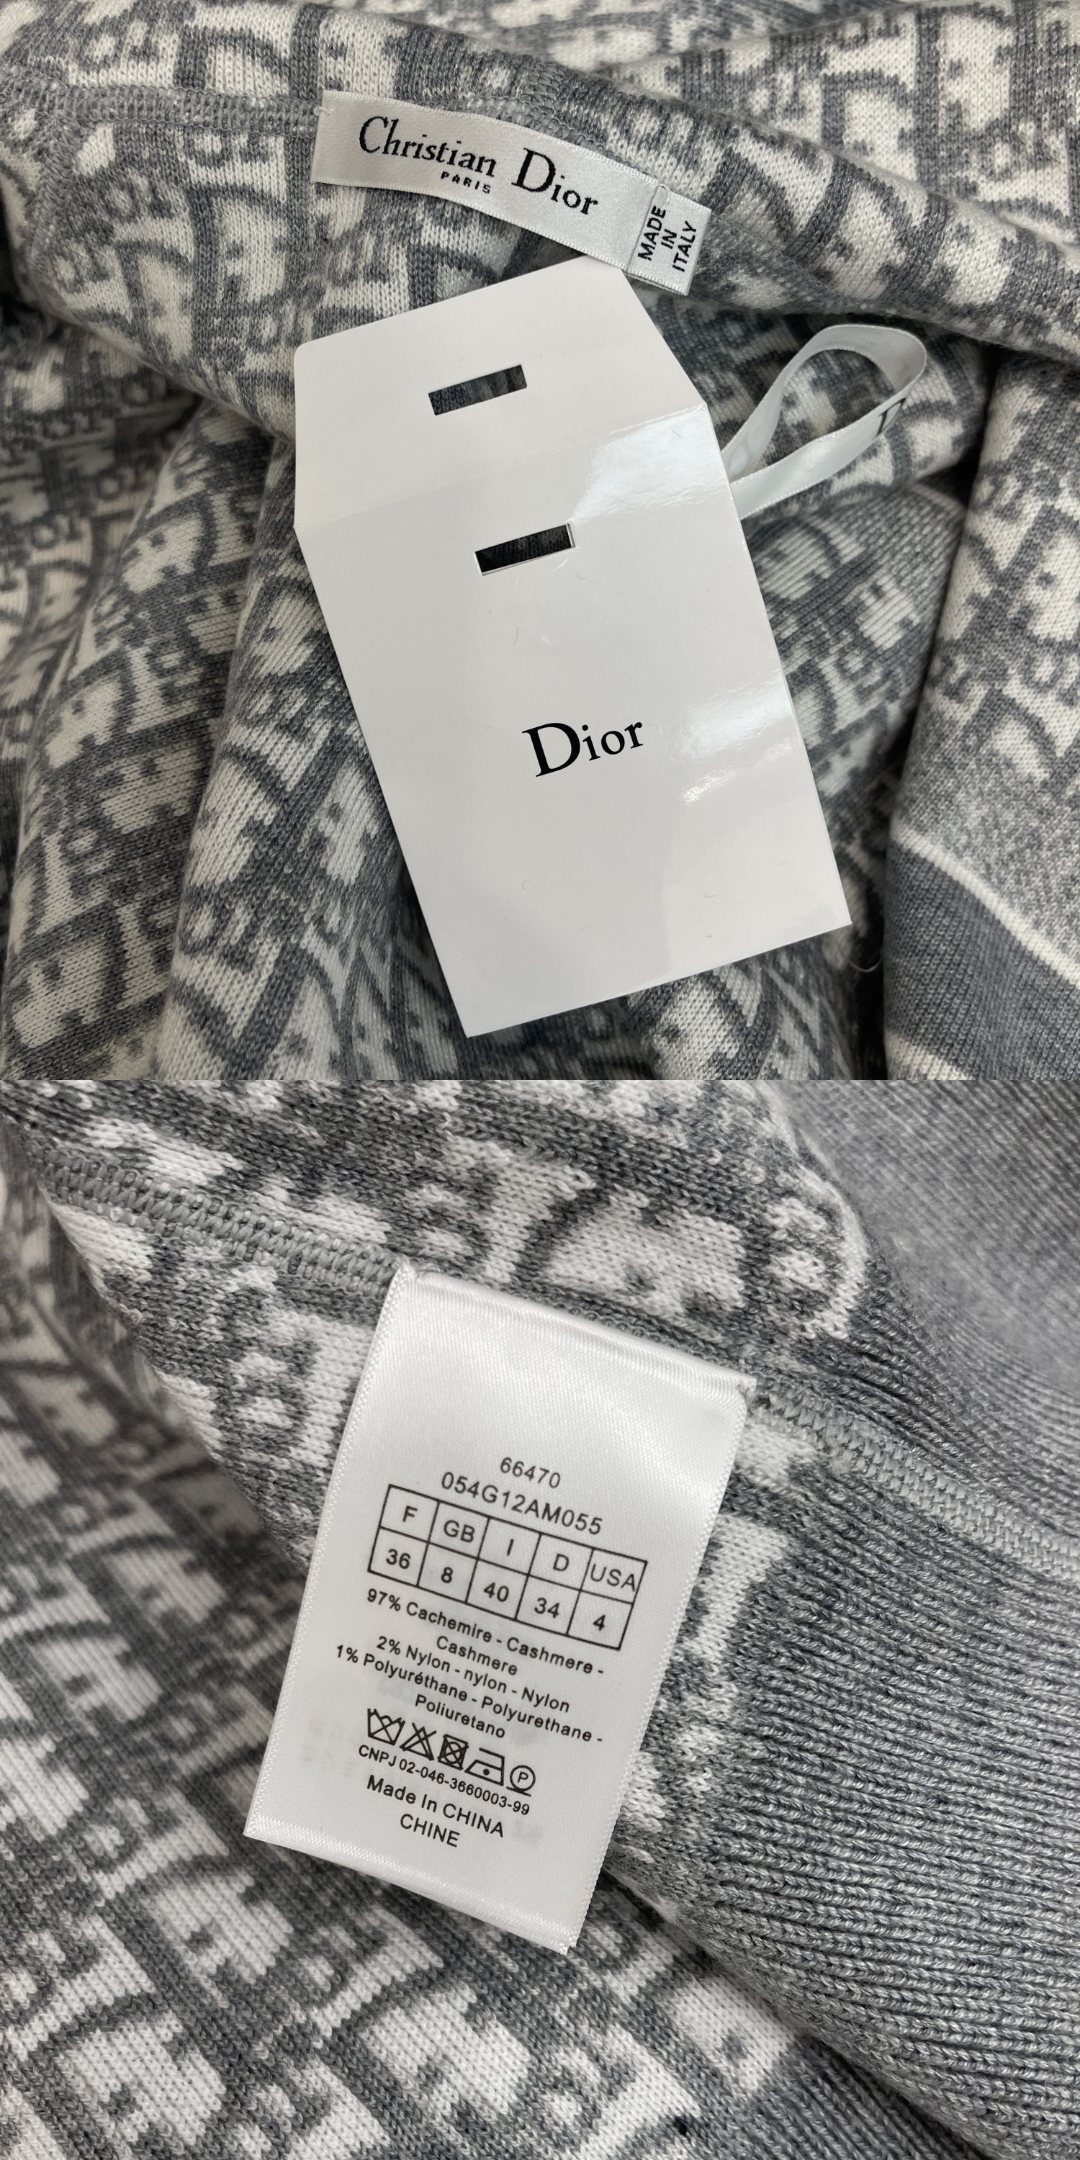 Christian Dior
PARIS
MADE
IN
ITALY
Dior
66470
054G12AM055
F GB I D USA
36 8 40 34 4
97% Cachemire - Cashmere -
Cashmere
2% Nylon - nylon - Nylon
1% Polyuréthane - Polyurethane -
Poliuretano
P
CNPJ 02-046-3660003-99
Made In CHINA
CHINE